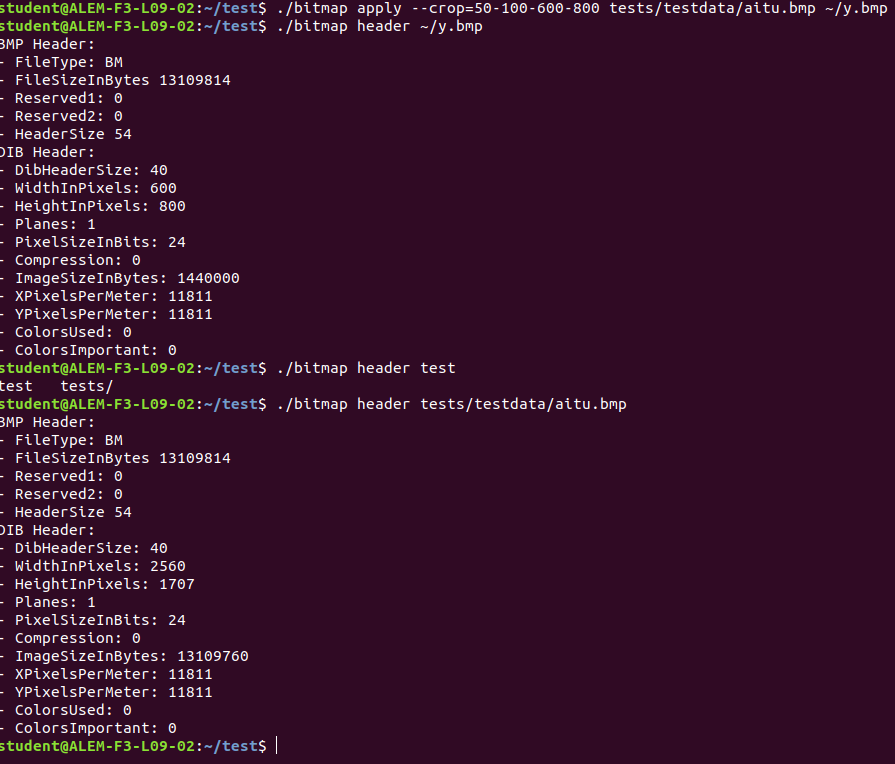 student@ALEM-F3-L09-02:~/test$ ./bitmap apply --crop=50-100-600-800 tests/testdata/aitu.bmp ~/y.bmp
student@ALEM-F3-L09-02:~/test$ ./bitmap header ~/y.bmp
BMP Header:
- FileType: BM
- FileSizeInBytes 13109814
- Reserved1: 0
- Reserved2: 0
- HeaderSize 54
DIB Header:
- DibHeaderSize: 40
- WidthInPixels: 600
- HeightInPixels: 800
- Planes: 1
- PixelSizeInBits: 24
- Compression: 0
- ImageSizeInBytes: 1440000
- XPixelsPerMeter: 11811
- YPixelsPerMeter: 11811
- ColorsUsed: 0
- ColorsImportant: 0
student@ALEM-F3-L09-02:~/test$ ./bitmap header test
test   tests/
student@ALEM-F3-L09-02:~/test$ ./bitmap header tests/testdata/aitu.bmp
BMP Header:
- FileType: BM
- FileSizeInBytes 13109814
- Reserved1: 0
- Reserved2: 0
- HeaderSize 54
DIB Header:
- DibHeaderSize: 40
- WidthInPixels: 2560
- HeightInPixels: 1707
- Planes: 1
- PixelSizeInBits: 24
- Compression: 0
- ImageSizeInBytes: 13109760
- XPixelsPerMeter: 11811
- YPixelsPerMeter: 11811
- ColorsUsed: 0
- ColorsImportant: 0
student@ALEM-F3-L09-02:~/test$